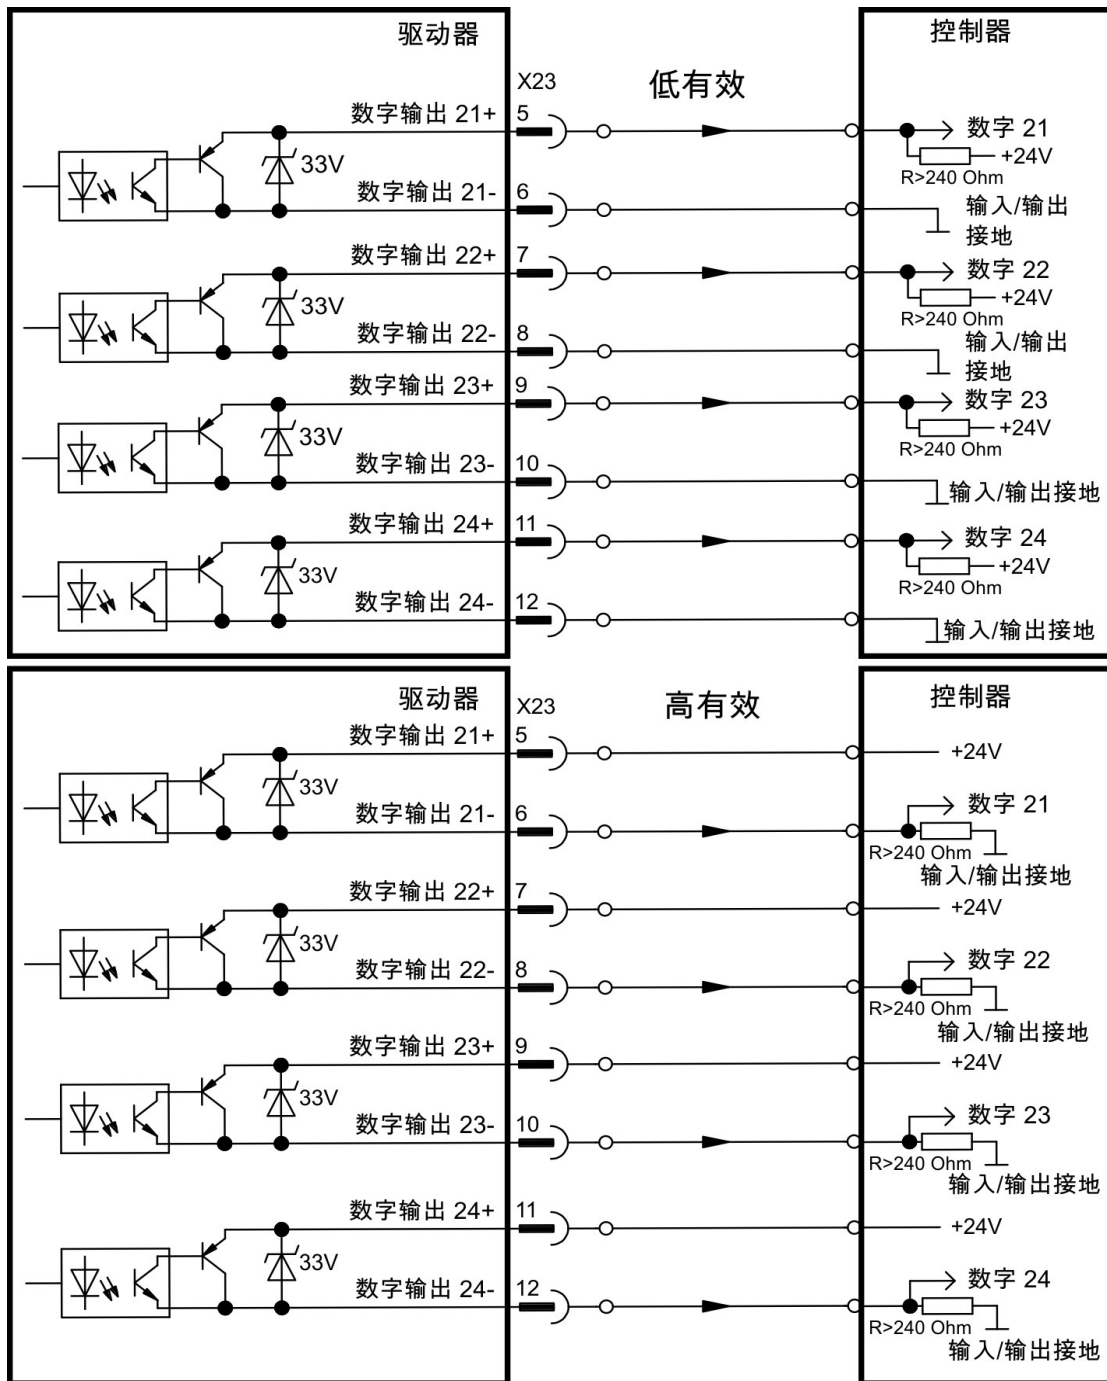 驱动器
控制器
X23
低有效
数字输出 21+
5
数字 21
33V
+24V
R>240 Ohm
数字输出 21-
6
输入/输出
接地
数字输出 22+
7
数字 22
33V
+24V
R>240 Ohm
数字输出 22-
8
输入/输出
接地
数字输出 23+
9
数字 23
33V
+24V
R>240 Ohm
数字输出 23-
10
输入/输出接地
数字输出 24+
11
数字 24
33V
+24V
R>240 Ohm
数字输出 24-
12
输入/输出接地
驱动器
控制器
X23
高有效
数字输出 21+
5
+24V
33V
数字输出 21-
6
数字 21
R>240 Ohm
输入/输出接地
数字输出 22+
7
+24V
33V
数字输出 22-
8
数字 22
R>240 Ohm
输入/输出接地
数字输出 23+
9
+24V
33V
数字输出 23-
10
数字 23
R>240 Ohm
输入/输出接地
数字输出 24+
11
+24V
33V
数字输出 24-
12
数字 24
R>240 Ohm
输入/输出接地